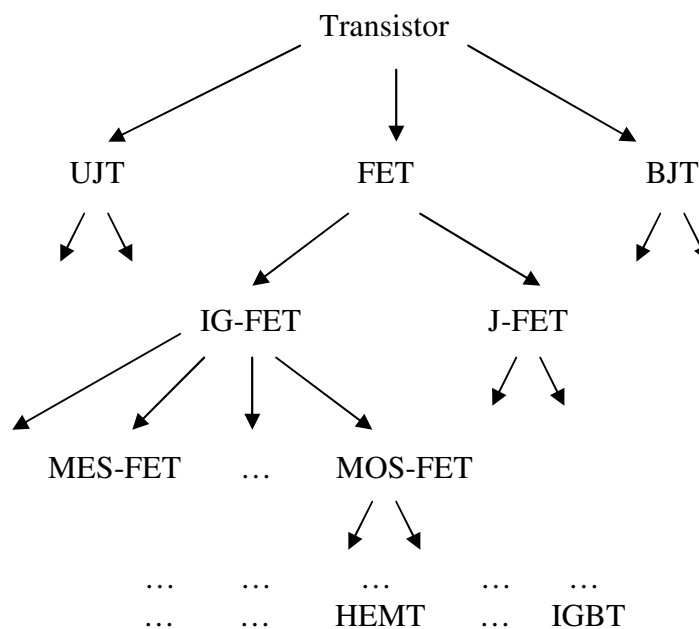 Transistor
UJT FET BJT
IG-FET J-FET
MES-FET … MOS-FET
… … … … …
… … HEMT … IGBT